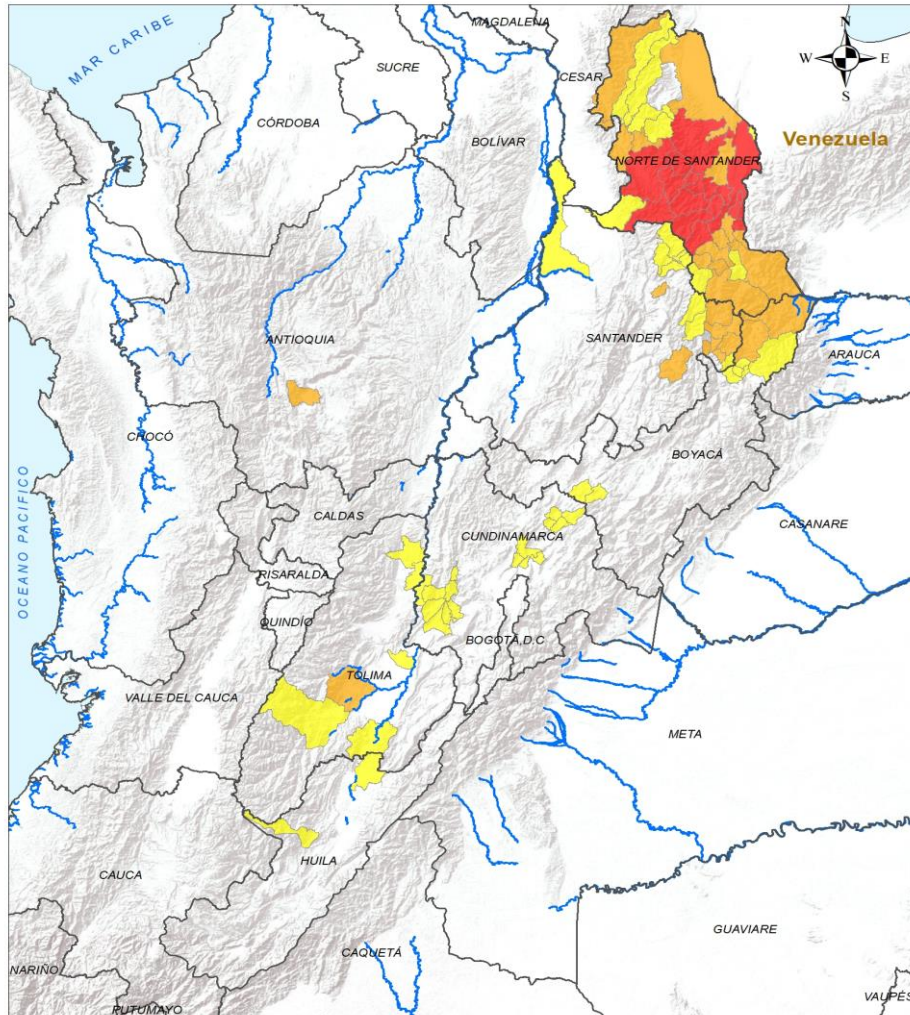 MAGDALENA
MAR CARIBE
N
W
E
S
SUCRE
CESAR
CÓRDOBA
BOLÍVAR
Venezuela
NORTE DE SANTANDER
ANTIOQUIA
SANTANDER
ARAUCA
CHOCÓ
BOYACÁ
OCEANO PACIFICO
CALDAS
CUNDINAMARCA
CASANARE
RISARALDA
QUINDÍO
BOGOTÁ,D.C
TOLIMA
VALLE DEL CAUCA
META
HUILA
CAUCA
GUAVIARE
CAQUETÁ
NARIÑO
VAUPÉS
PUTUMAYO